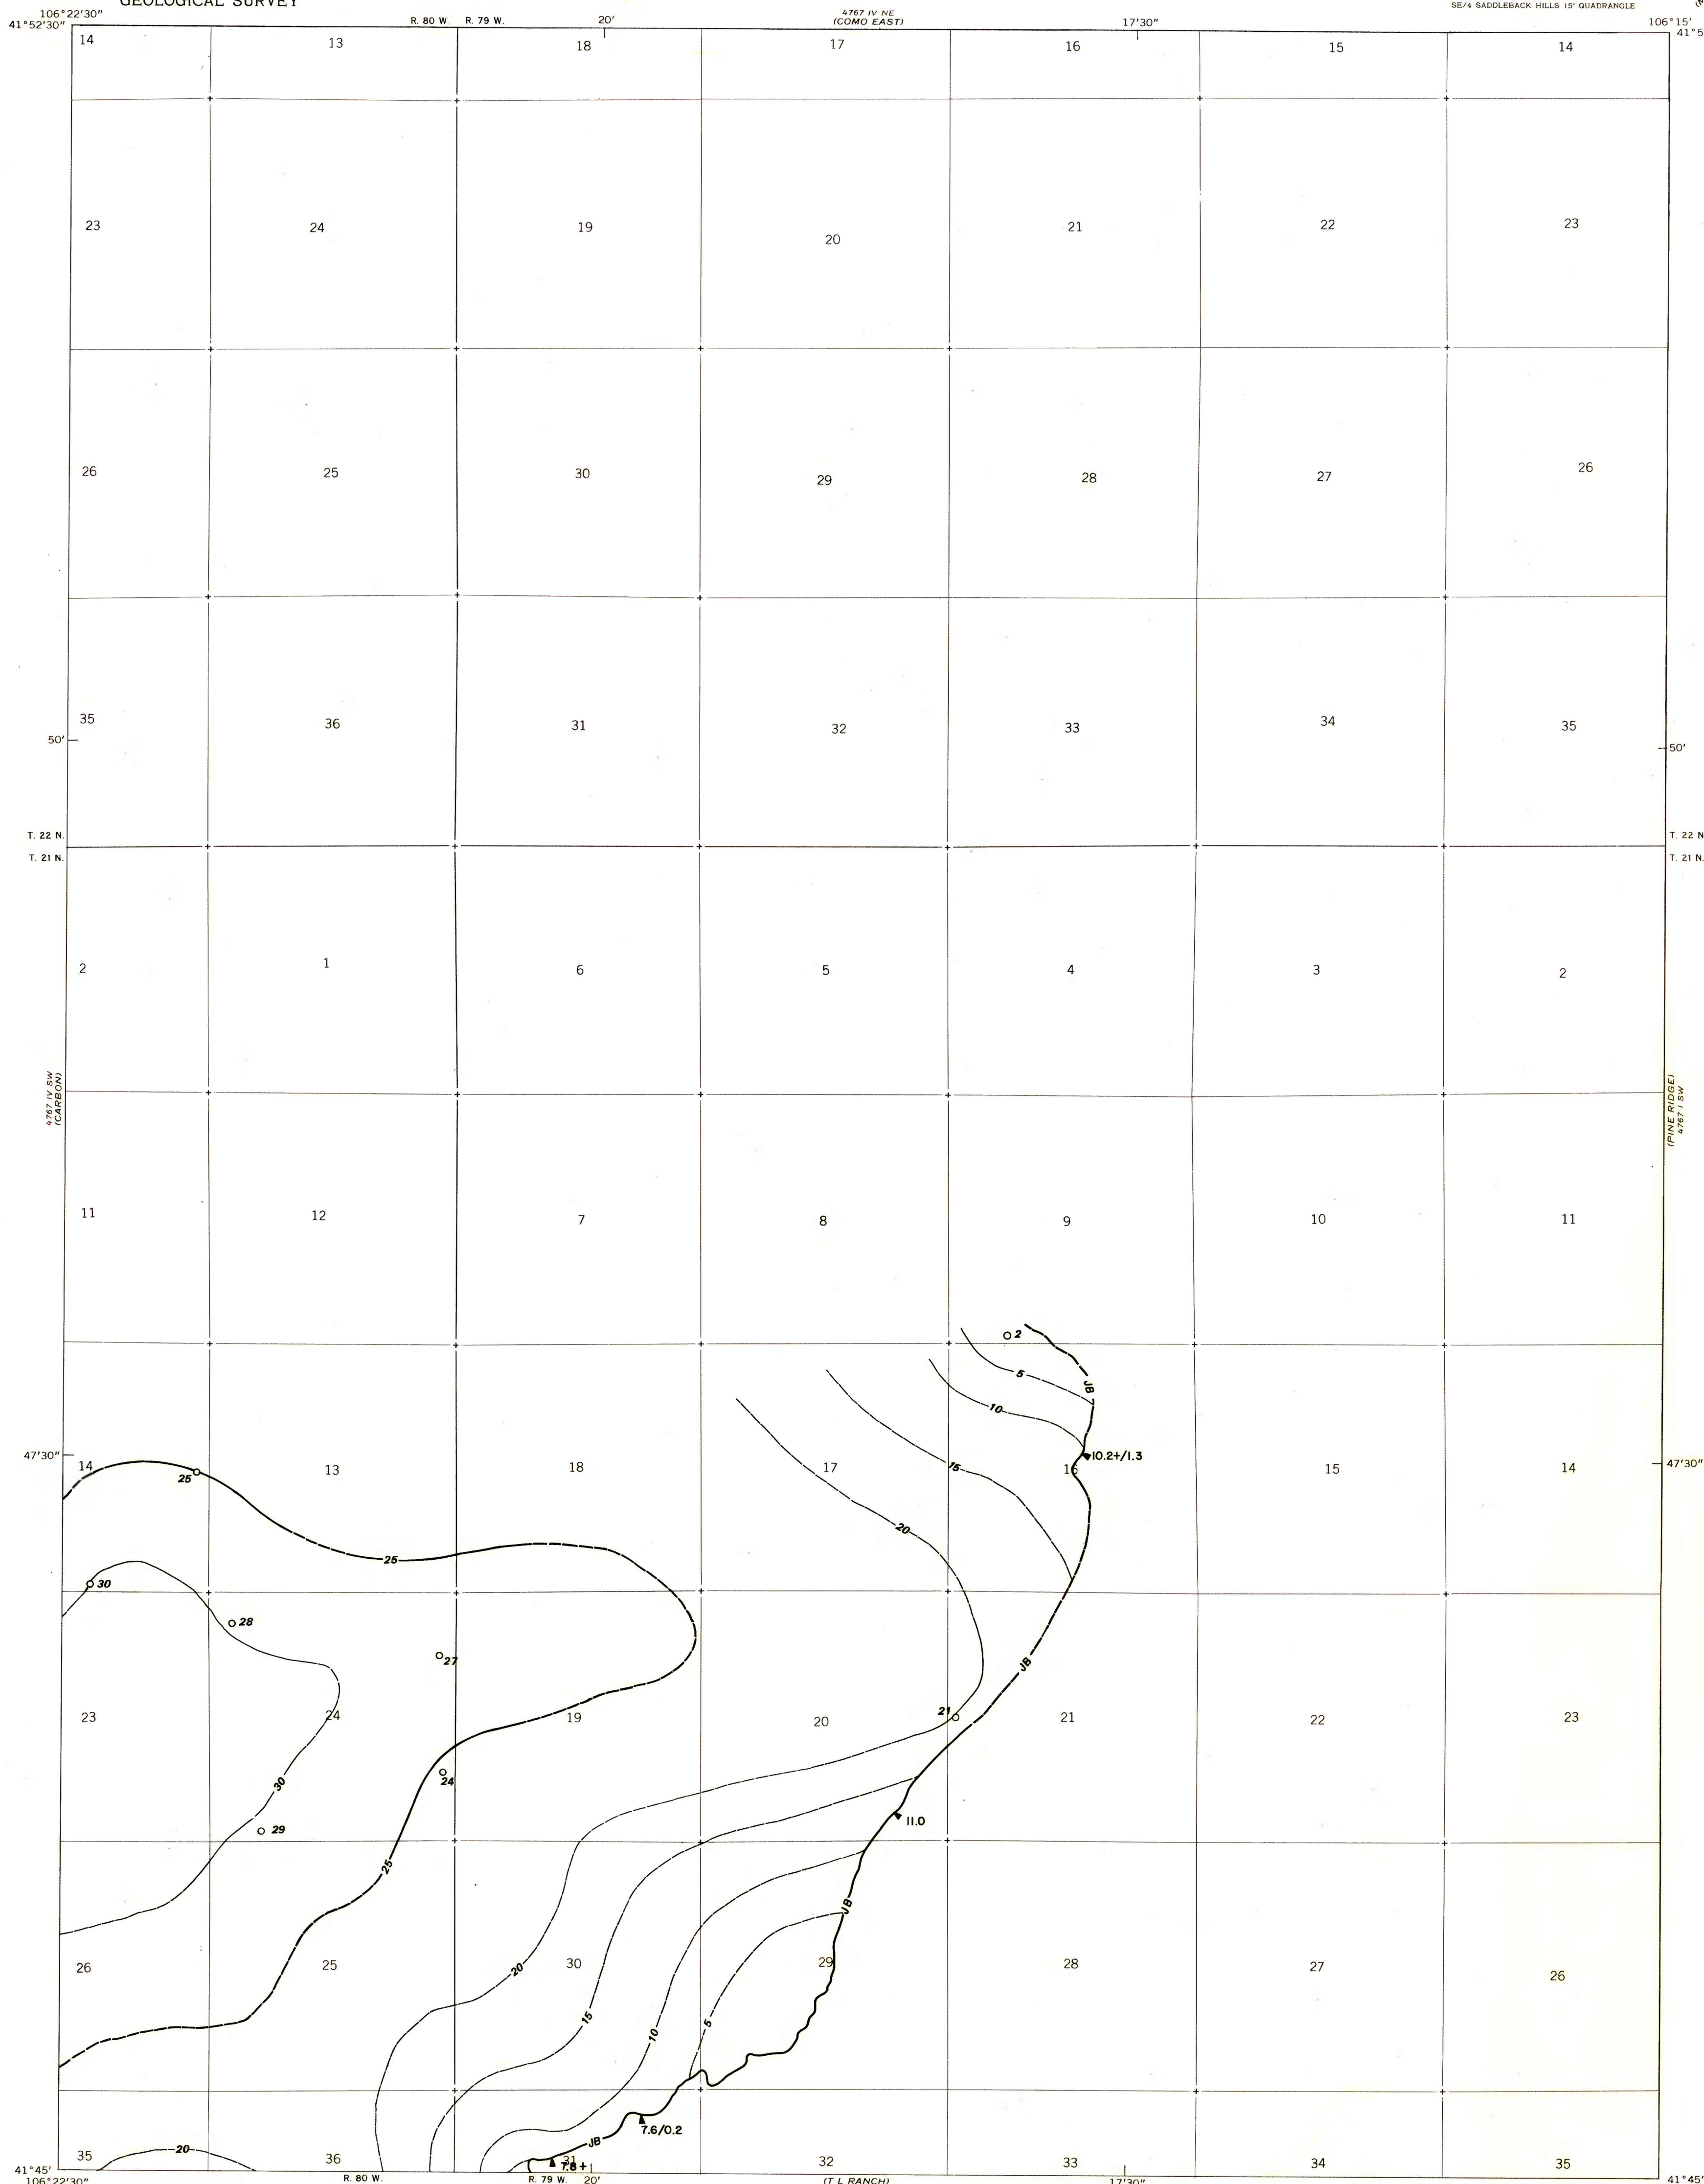 GEOLOGICAL SURVEY
SE/4 SADDLEBACK HILLS 15' QUADRANGLE
106°22'30"
R. 80 W. R. 79 W.
20'
4767 IV NE
(COMO EAST)
17'30"
106°15'
41°52'30"
41°5
14 13 18 17 16 15 14
23 24 19 20 21 22 23
26 25 30 29 28 27 26
35 36 31 32 33 34 35
50' 50'
T. 22 N. T. 22 N
T. 21 N. T. 21 N.
2 1 6 5 4 3 2
4767 IV SW
(CARBON)
(PINE RIDGE)
4767 I SW
11 12 7 8 9 10 11
2
5
JB
10
47'30" 10.2+/1.3 47'30"
14 13 18 17 15 16 15 14
25
20
25
30
28
27
21
23 24 19 20 21 22 23
JB
24
30
11.0
29
25
JB
26 25 30 29 28 27 26
20
15
10
5
7.6/0.2
JB
35 20 36 31 32 33 34 35
7.8+
41°45' 41°45'
106°22'30" R. 80 W. R. 79 W. 20' (T L RANCH) 17'30"